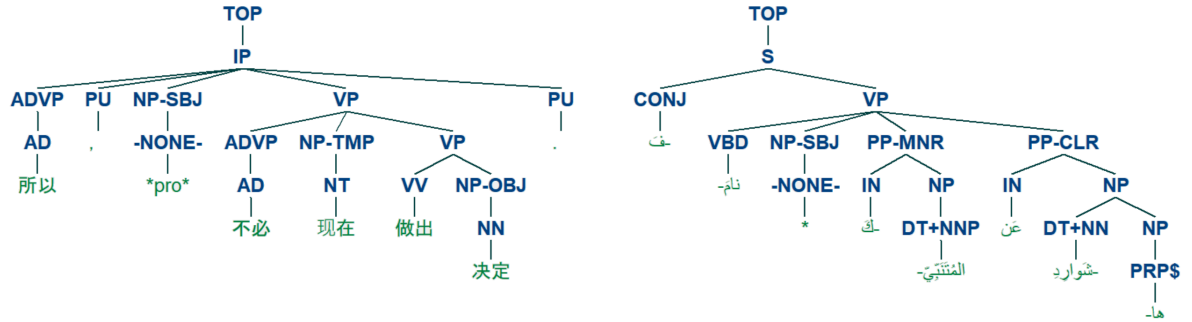 TOP TOP
IP S
ADVP PU NP-SBJ VP PU CONJ VP
AD , -NONE- ADVP NP-TMP VP . فَ- VBD NP-SBJ PP-MNR PP-CLR
所以 *pro* AD NT VV NP-OBJ نامَ- -NONE- IN NP IN NP
不必 现在 做出 NN * كَ- DT+NNP عَن DT+NN NP
决定 المُتَنَبِّيّ- شَوارِدِ- PRP$
ها-